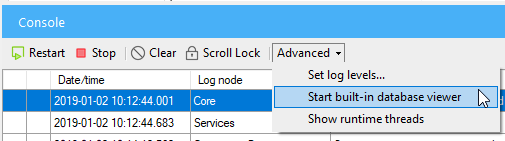 Console
Restart Stop Clear Scroll Lock Advanced
Set log levels...
Start built-in database viewer
Show runtime threads
Date/time Log node
2019-01-02 10:12:44.001 Core
2019-01-02 10:12:44.683 Services